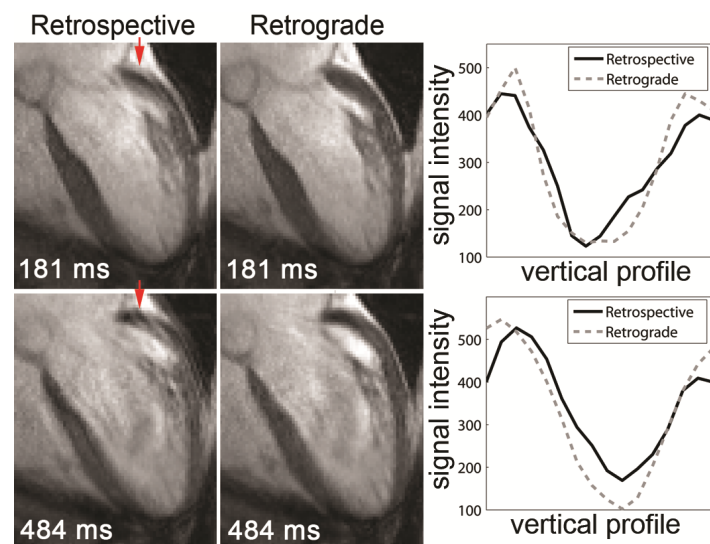 Retrospective
Retrograde
181 ms
181 ms
signal intensity
500
400
300
200
100
Retrospective
Retrograde
vertical profile
484 ms
484 ms
signal intensity
500
400
300
200
100
Retrospective
Retrograde
vertical profile